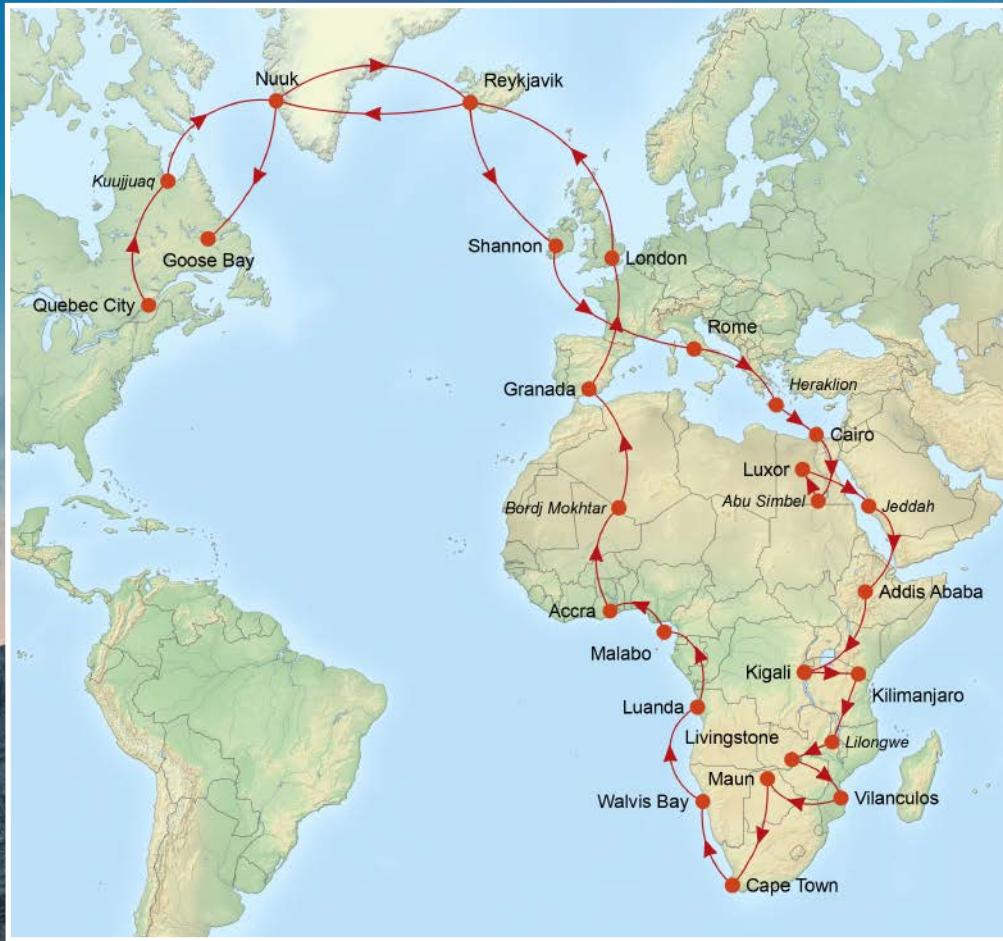 Nuuk
Reykjavik
Kuujjuaq
Goose Bay
Shannon
London
Quebec City
Rome
Granada
Heraklion
Cairo
Luxor
Abu Simbel
Bordj Mokhtar
Jeddah
Accra
Addis Ababa
Malabo
Kigali
Kilimanjaro
Luanda
Livingstone
Lilongwe
Maun
Walvis Bay
Vilanculos
Cape Town